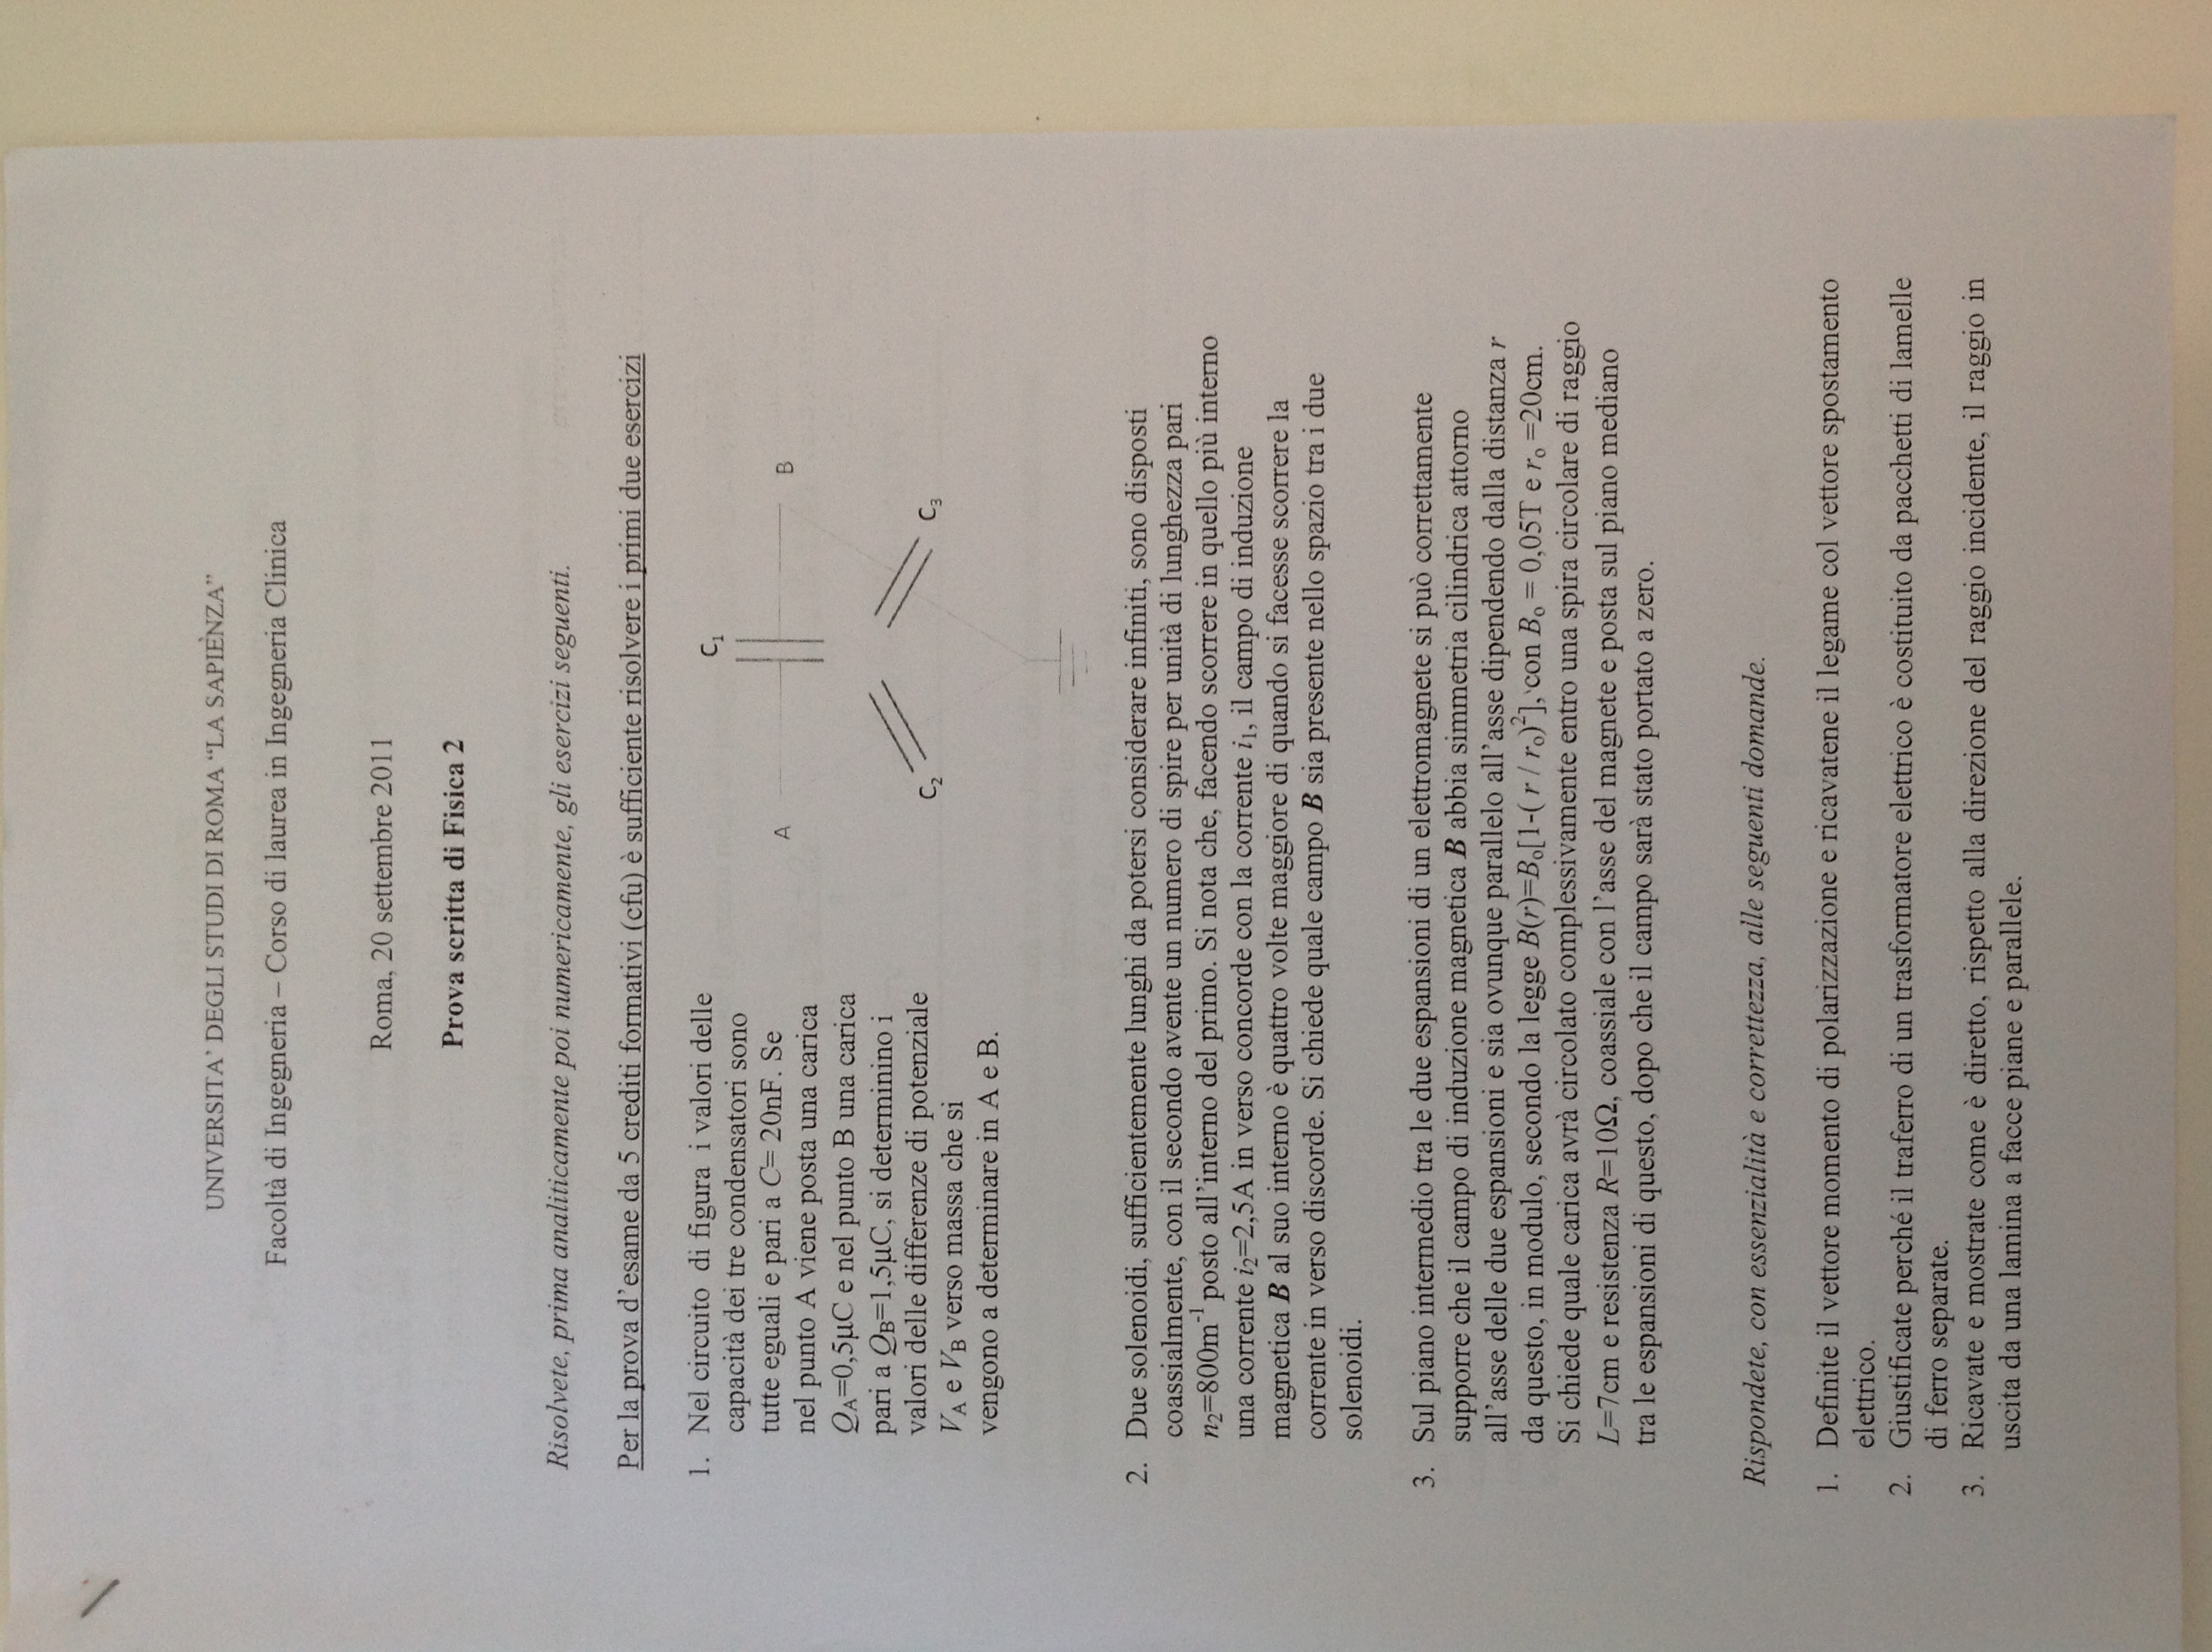 UNIVERSITA' DEGLI STUDI DI ROMA “LA SAPIENZA”
Facoltà di Ingegneria – Corso di laurea in Ingegneria Clinica
Roma, 20 settembre 2011
Prova scritta di Fisica 2
Risolvete, prima analiticamente poi numericamente, gli esercizi seguenti.
Per la prova d'esame da 5 crediti formativi (cfu) è sufficiente risolvere i primi due esercizi
1. Nel circuito di figura i valori delle
capacità dei tre condensatori sono
tutte eguali e pari a C= 20nF. Se
nel punto A viene posta una carica
QA=0,5μC e nel punto B una carica
pari a QB=1,5μC, si determinino i
valori delle differenze di potenziale
VA e VB verso massa che si
vengono a determinare in A e B.
C1
A
B
C2
C3
2. Due solenoidi, sufficientemente lunghi da potersi considerare infiniti, sono disposti
coassialmente, con il secondo avente un numero di spire per unità di lunghezza pari
n2=800m⁻¹ posto all'interno del primo. Si nota che, facendo scorrere in quello più interno
una corrente i2=2,5A in verso concorde con la corrente i1, il campo di induzione
magnetica B al suo interno è quattro volte maggiore di quando si facesse scorrere la
corrente in verso discorde. Si chiede quale campo B sia presente nello spazio tra i due
solenoidi.
3. Sul piano intermedio tra le due espansioni di un elettromagnete si può correttamente
supporre che il campo di induzione magnetica B abbia simmetria cilindrica attorno
all'asse delle due espansioni e sia ovunque parallelo all'asse dipendendo dalla distanza r
da questo, in modulo, secondo la legge B(r)=Bo[1-( r / ro)²], con Bo = 0,05T e ro =20cm.
Si chiede quale carica avrà circolato complessivamente entro una spira circolare di raggio
L=7cm e resistenza R=10Ω, coassiale con l'asse del magnete e posta sul piano mediano
tra le espansioni di questo, dopo che il campo sarà stato portato a zero.
Rispondete, con essenzialità e correttezza, alle seguenti domande.
1. Definite il vettore momento di polarizzazione e ricavatene il legame col vettore spostamento
elettrico.
2. Giustificate perché il traferro di un trasformatore elettrico è costituito da pacchetti di lamelle
di ferro separate.
3. Ricavate e mostrate come è diretto, rispetto alla direzione del raggio incidente, il raggio in
uscita da una lamina a facce piane e parallele.